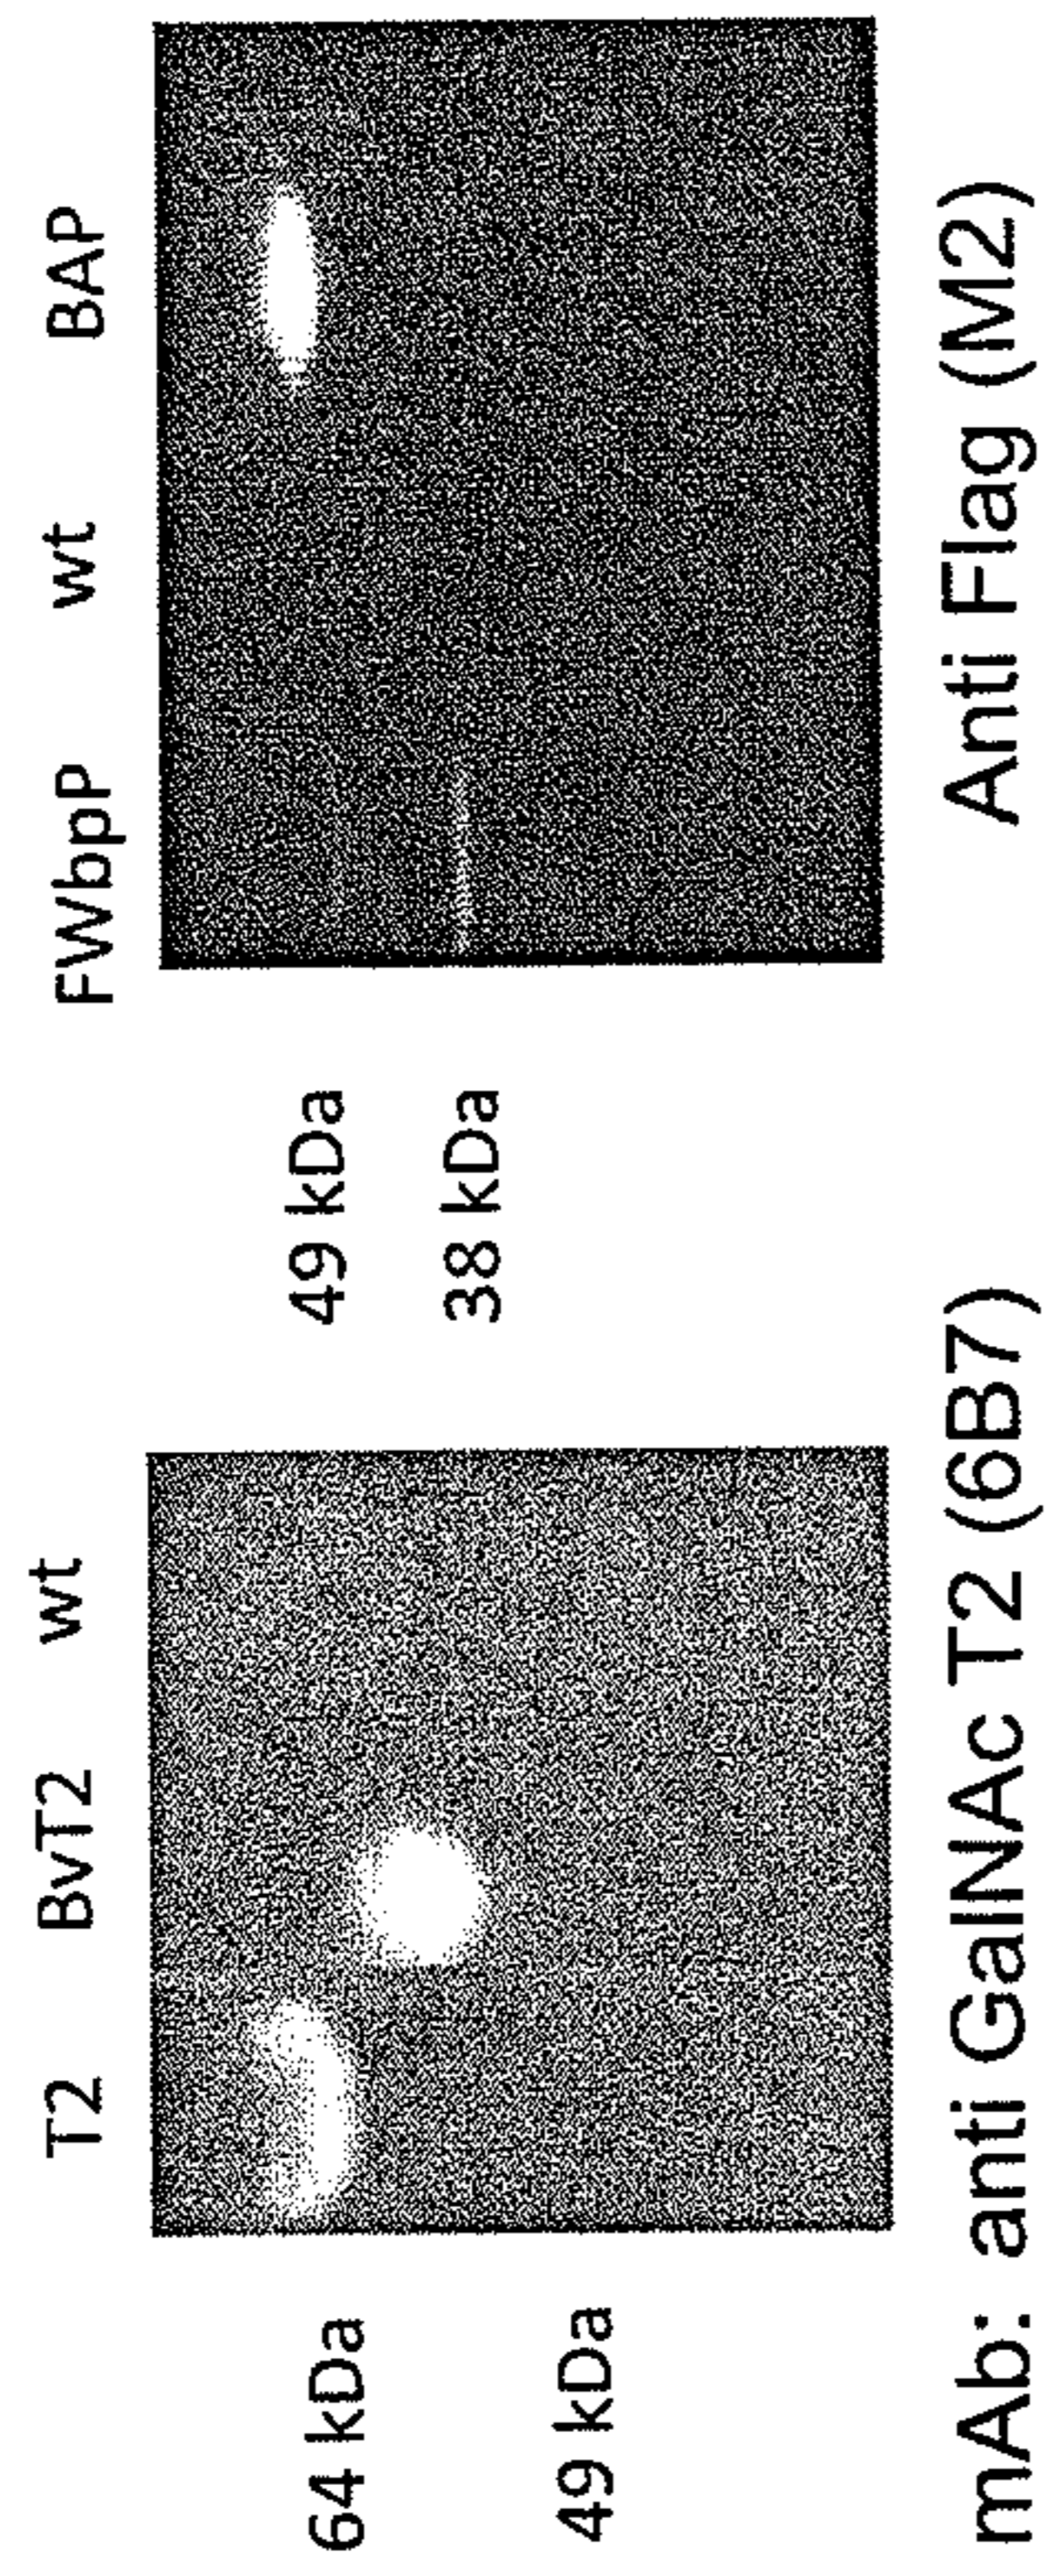 T2 BvT2 wt FWbpP wt BAP
64 kDa 49 kDa
49 kDa 38 kDa
mAb: anti GalNAc T2 (6B7) Anti Flag (M2)